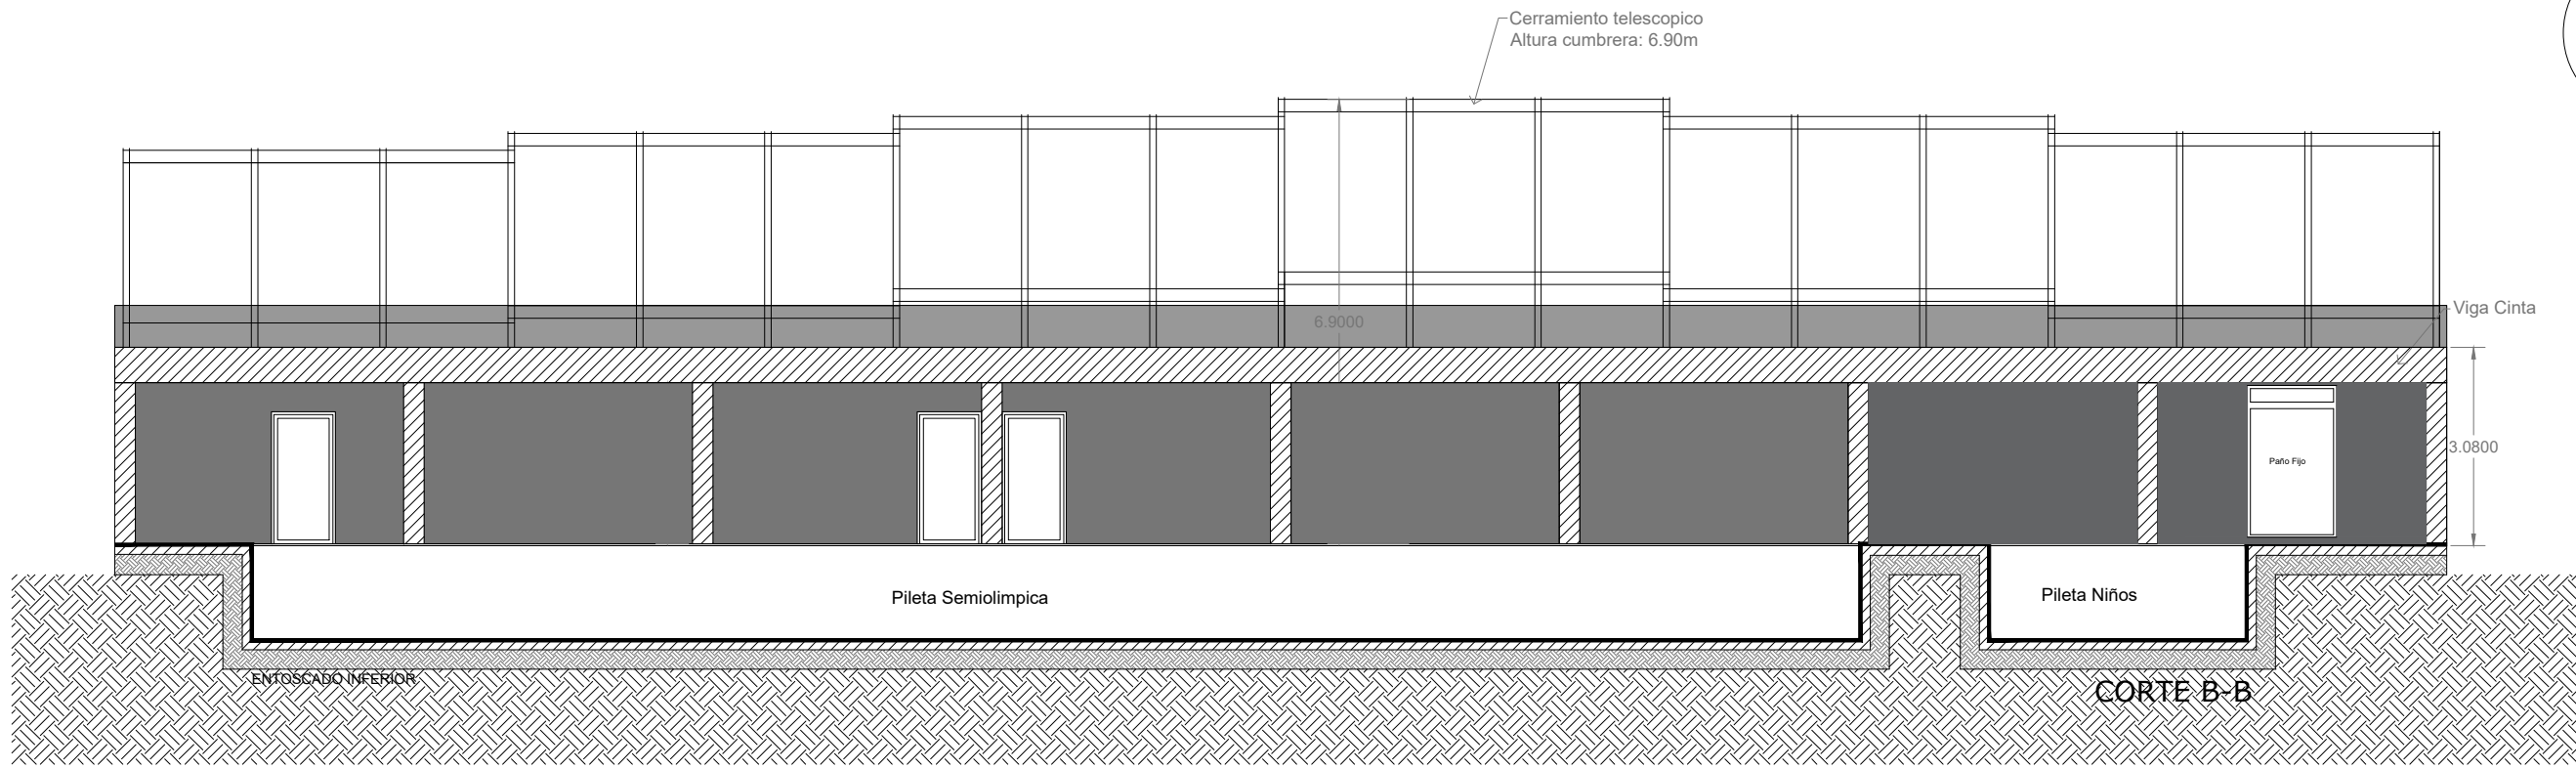 Cerramiento telescopico
Altura cumbrera: 6.90m
Viga Cinta
6.9000
3.0800
Paño Fijo
Pileta Semiolimpica
Pileta Niños
ENTOSCADO INFERIOR
CORTE B-B